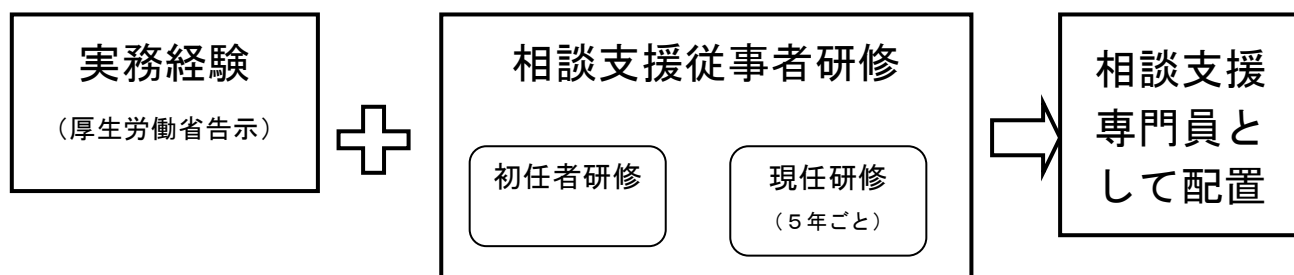 実務経験
（厚生労働省告示）
相談支援従事者研修
初任者研修
現任研修
（５年ごと）
相談支援
専門員と
して配置